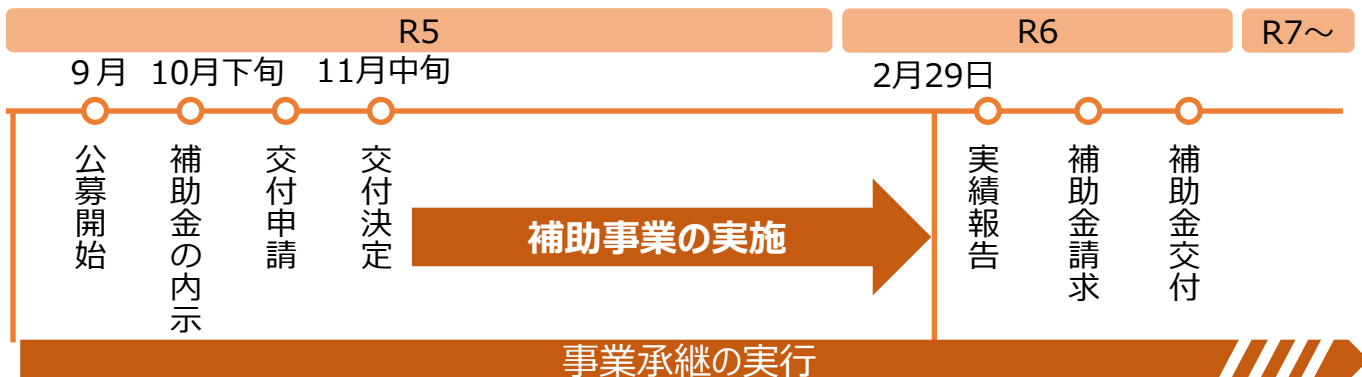 R5
R6
R7～
９月
10月下旬
11月中旬
2月29日
公募開始
補助金の内示
交付申請
交付決定
補助事業の実施
実績報告
補助金請求
補助金交付
事業承継の実行